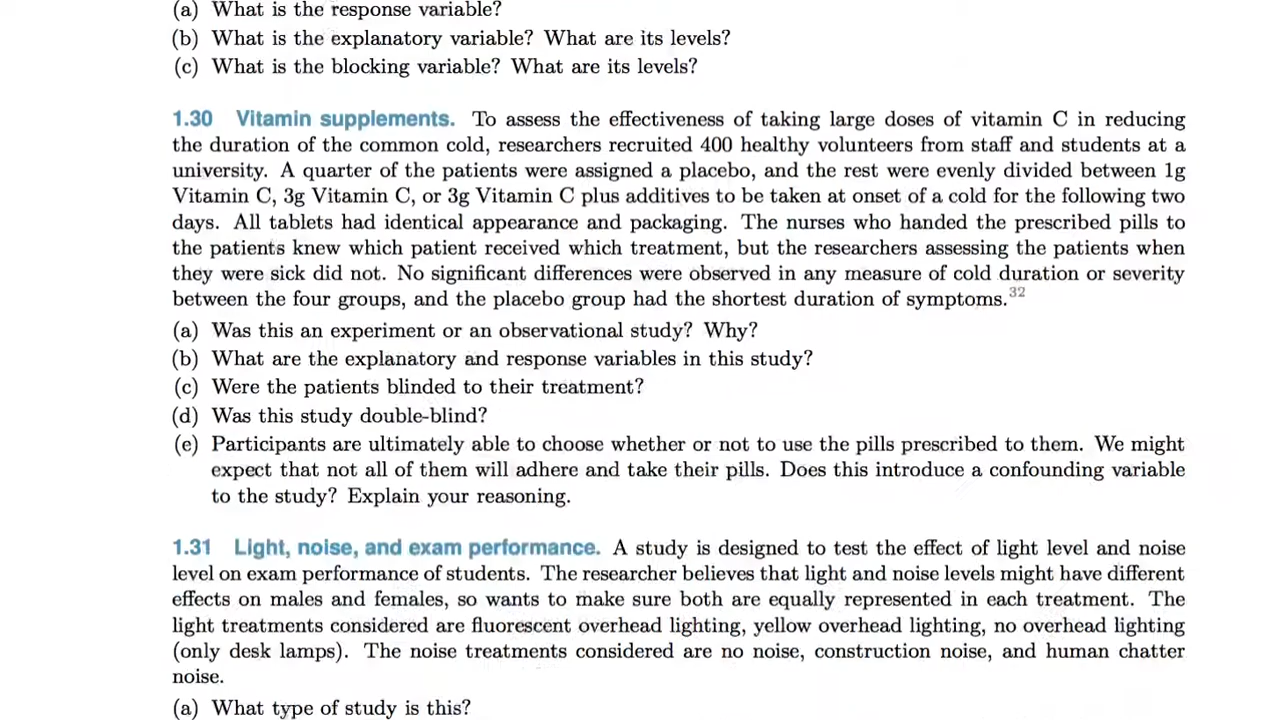 (a) What is the response variable?
(b) What is the explanatory variable? What are its levels?
(c) What is the blocking variable? What are its levels?
1.30 Vitamin supplements. To assess the effectiveness of taking large doses of vitamin C in reducing
the duration of the common cold, researchers recruited 400 healthy volunteers from staff and students at a
university. A quarter of the patients were assigned a placebo, and the rest were evenly divided between 1g
Vitamin C, 3g Vitamin C, or 3g Vitamin C plus additives to be taken at onset of a cold for the following two
days. All tablets had identical appearance and packaging. The nurses who handed the prescribed pills to
the patients knew which patient received which treatment, but the researchers assessing the patients when
they were sick did not. No significant differences were observed in any measure of cold duration or severity
between the four groups, and the placebo group had the shortest duration of symptoms.32
(a) Was this an experiment or an observational study? Why?
(b) What are the explanatory and response variables in this study?
(c) Were the patients blinded to their treatment?
(d) Was this study double-blind?
(e) Participants are ultimately able to choose whether or not to use the pills prescribed to them. We might
expect that not all of them will adhere and take their pills. Does this introduce a confounding variable
to the study? Explain your reasoning.
1.31 Light, noise, and exam performance. A study is designed to test the effect of light level and noise
level on exam performance of students. The researcher believes that light and noise levels might have different
effects on males and females, so wants to make sure both are equally represented in each treatment. The
light treatments considered are fluorescent overhead lighting, yellow overhead lighting, no overhead lighting
(only desk lamps). The noise treatments considered are no noise, construction noise, and human chatter
noise.
(a) What type of study is this?